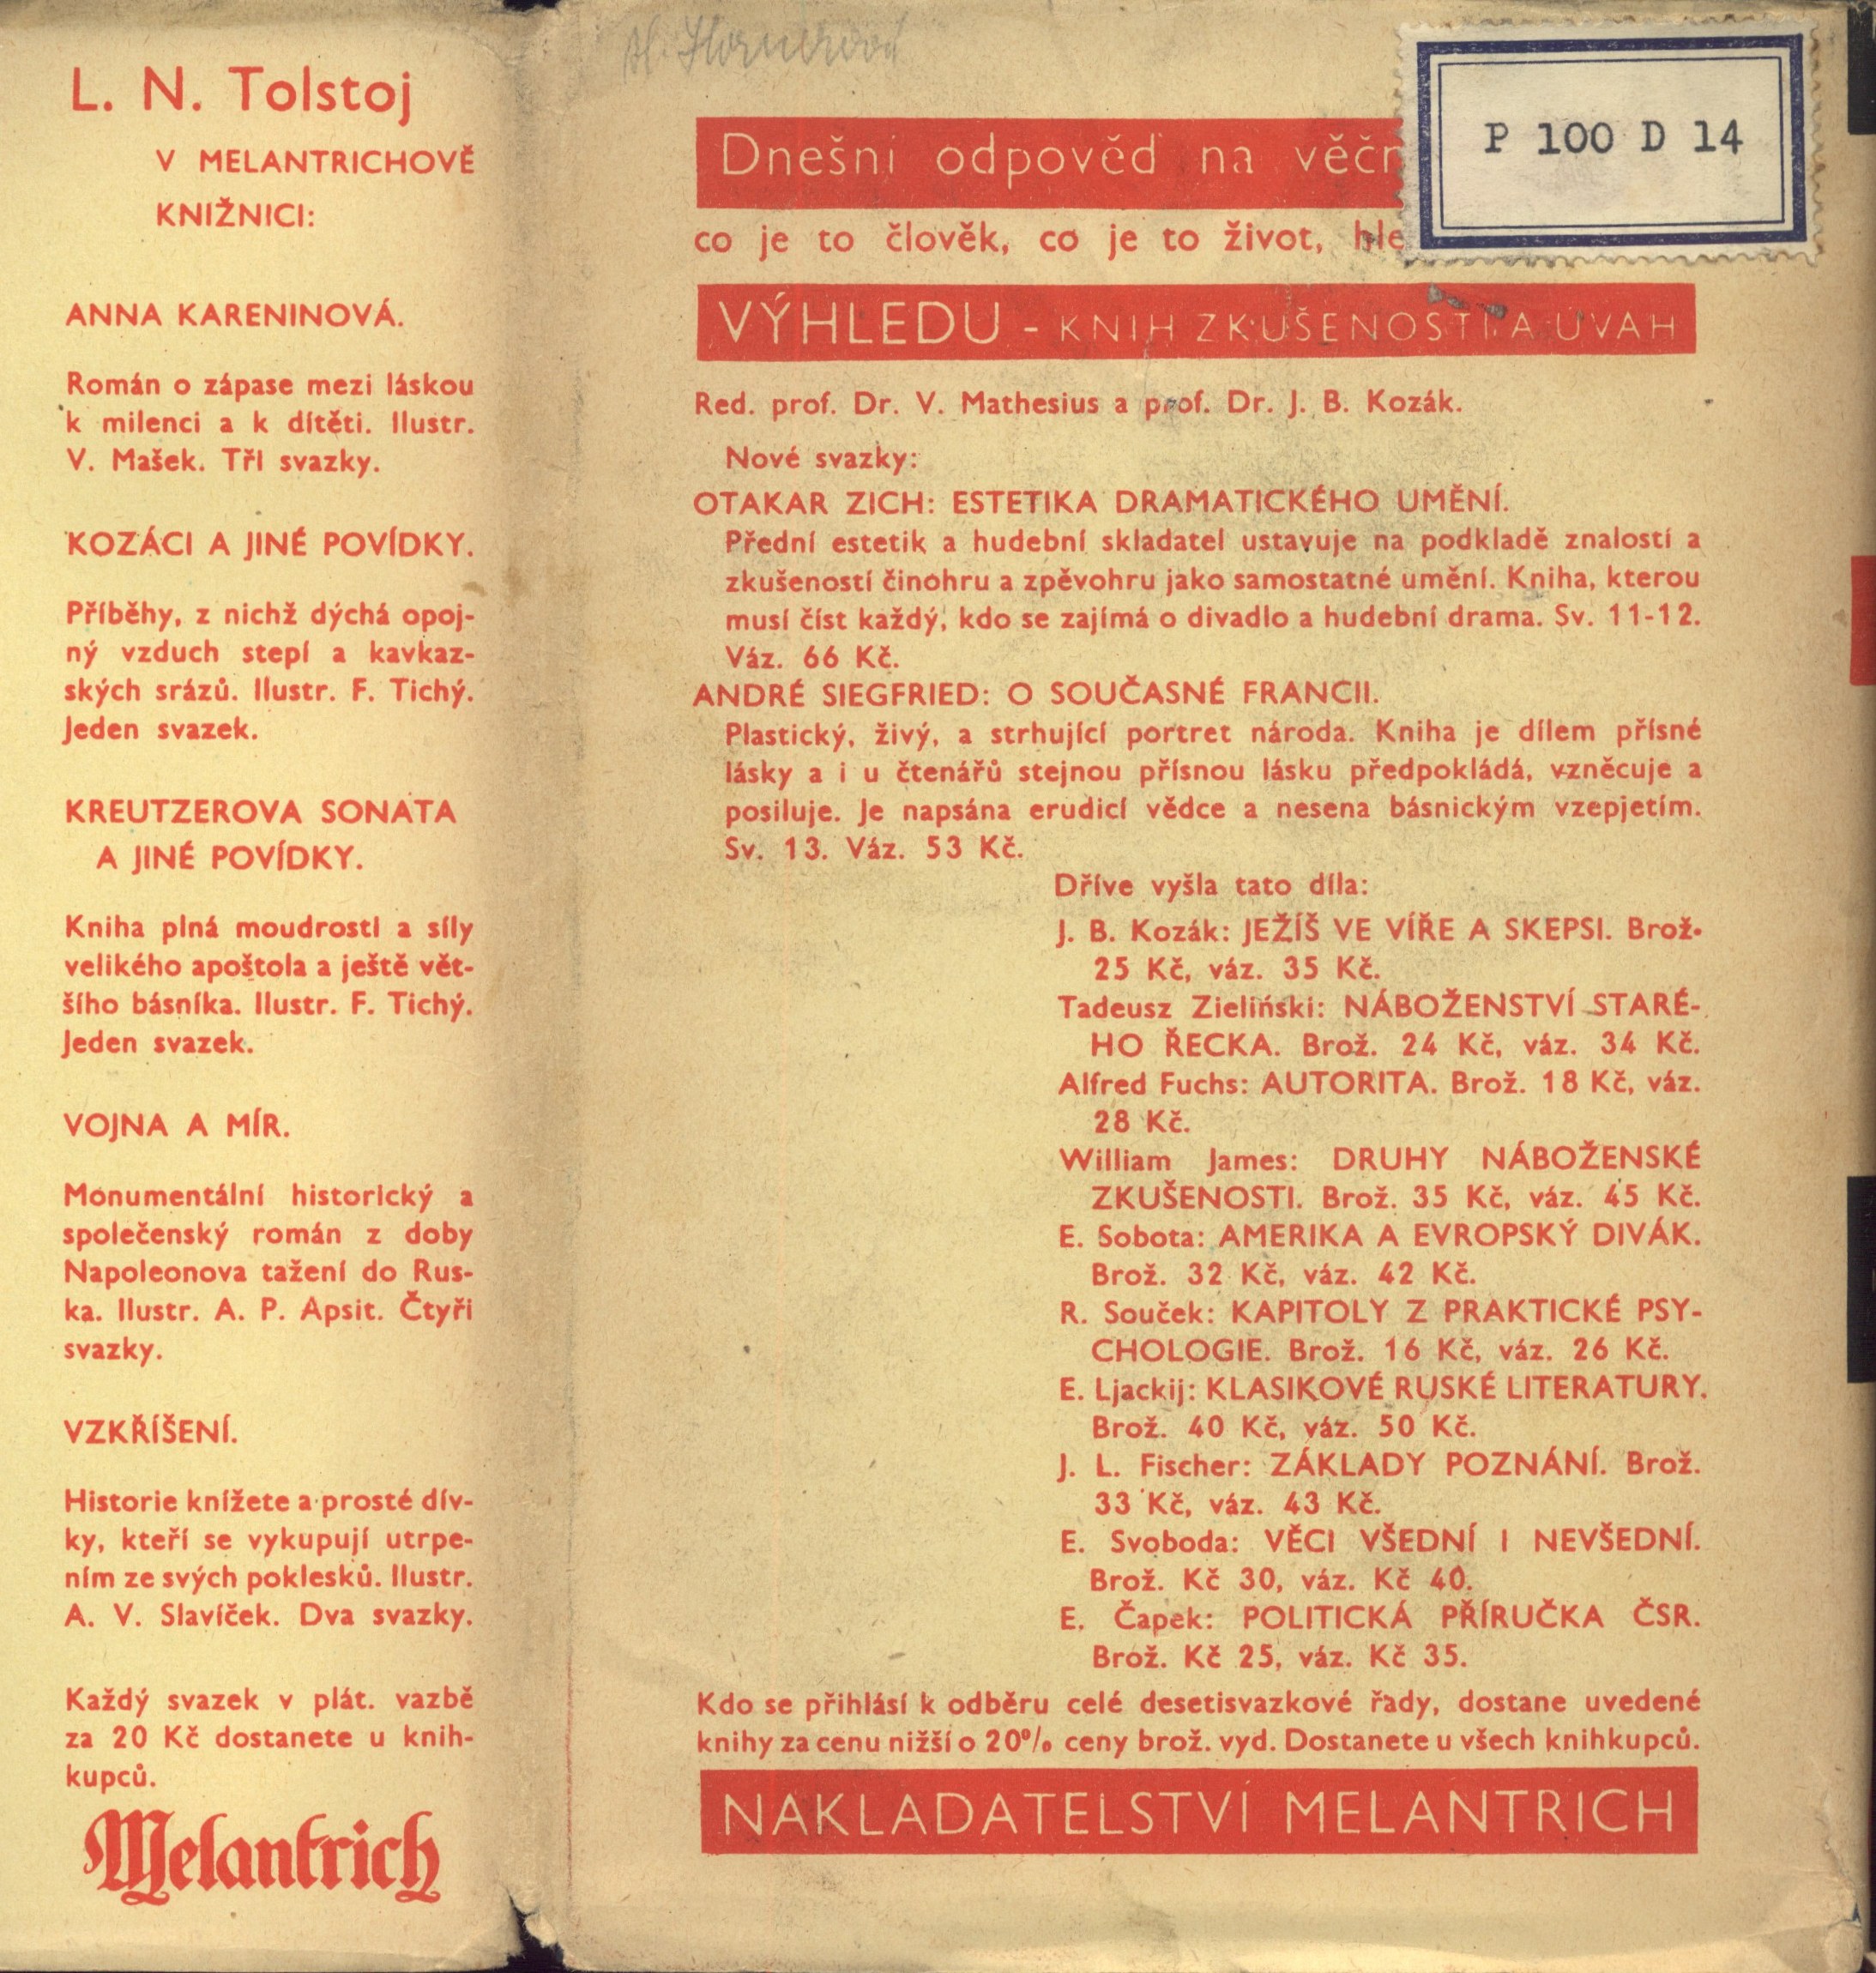 L. N. Tolstoj
V MELANTRICHOVĚ
KNIŽNICI:
ANNA KARENINOVÁ.
Román o zápase mezi láskou
k milenci a k dítěti. Ilustr.
V. Mašek. Tři svazky.
KOZÁCI A JINÉ POVÍDKY.
Příběhy, z nichž dýchá opoj-
ný vzduch stepí a kavkaz-
ských srázů. Ilustr. F. Tichý.
Jeden svazek.
KREUTZEROVA SONATA
A JINÉ POVÍDKY.
Kniha plná moudrosti a síly
velikého apoštola a ještě vět-
šího básníka. Ilustr. F. Tichý.
Jeden svazek.
VOJNA A MÍR.
Monumentální historický a
společenský román z doby
Napoleonova tažení do Rus-
ka. Ilustr. A. P. Apsit. Čtyři
svazky.
VZKŘÍŠENÍ.
Historie knížete a prosté dív-
ky, kteří se vykupují utrpe-
ním ze svých poklesků. Ilustr.
A. V. Slavíček. Dva svazky.
Každý svazek v plát. vazbě
za 20 Kč dostanete u knih-
kupců.
Melantrich
P 100 D 14
Dnešní odpověd na
co je to člověk, co je to život,
VÝHLEDU - KNIH ZKUŠENOSTÍ A ÚVAH
Red. prof. Dr. V. Mathesius a prof. Dr. J. B. Kozák.
Nové svazky:
OTAKAR ZICH: ESTETIKA DRAMATICKÉHO UMĚNÍ.
Přední estetik a hudební skladatel ustavuje na podkladě znalostí a
zkušeností činohru a zpěvohru jako samostatné umění. Kniha, kterou
musí číst každý, kdo se zajímá o divadlo a hudební drama. Sv. 11-12.
Váz. 66 Kč.
ANDRÉ SIEGFRIED: O SOUČASNÉ FRANCII.
Plastický, živý, a strhující portret národa. Kniha je dílem přísné
lásky a i u čtenářů stejnou přísnou lásku předpokládá, vzněcuje a
posiluje. Je napsána erudicí vědce a nesena básnickým vzepjetím.
Sv. 13. Váz. 53 Kč.
Dříve vyšla tato díla:
J. B. Kozák: JEŽÍŠ VE VÍŘE A SKEPSI. Brož.
25 Kč, váz. 35 Kč.
Tadeusz Zieliński: NÁBOŽENSTVÍ STARÉ-
HO ŘECKA. Brož. 24 Kč, váz. 34 Kč.
Alfred Fuchs: AUTORITA. Brož. 18 Kč, váz.
28 Kč.
William James: DRUHY NÁBOŽENSKÉ
ZKUŠENOSTI. Brož. 35 Kč, váz. 45 Kč.
E. Sobota: AMERIKA A EVROPSKÝ DIVÁK.
Brož. 32 Kč, váz. 42 Kč.
R. Souček: KAPITOLY Z PRAKTICKÉ PSY-
CHOLOGIE. Brož. 16 Kč, váz. 26 Kč.
E. Ljackij: KLASIKOVÉ RUSKÉ LITERATURY.
Brož. 40 Kč, váz. 50 Kč.
J. L. Fischer: ZÁKLADY POZNÁNÍ. Brož.
33 Kč, váz. 43 Kč.
E. Svoboda: VĚCI VŠEDNÍ I NEVŠEDNÍ.
Brož. Kč 30, váz. Kč 40.
E. Čapek: POLITICKÁ PŘÍRUČKA ČSR.
Brož. Kč 25, váz. Kč 35.
Kdo se přihlásí k odběru celé desetisvazkové řady, dostane uvedené
knihy za cenu nižší o 20% ceny brož. vyd. Dostanete u všech knihkupců.
NAKLADATELSTVÍ MELANTRICH